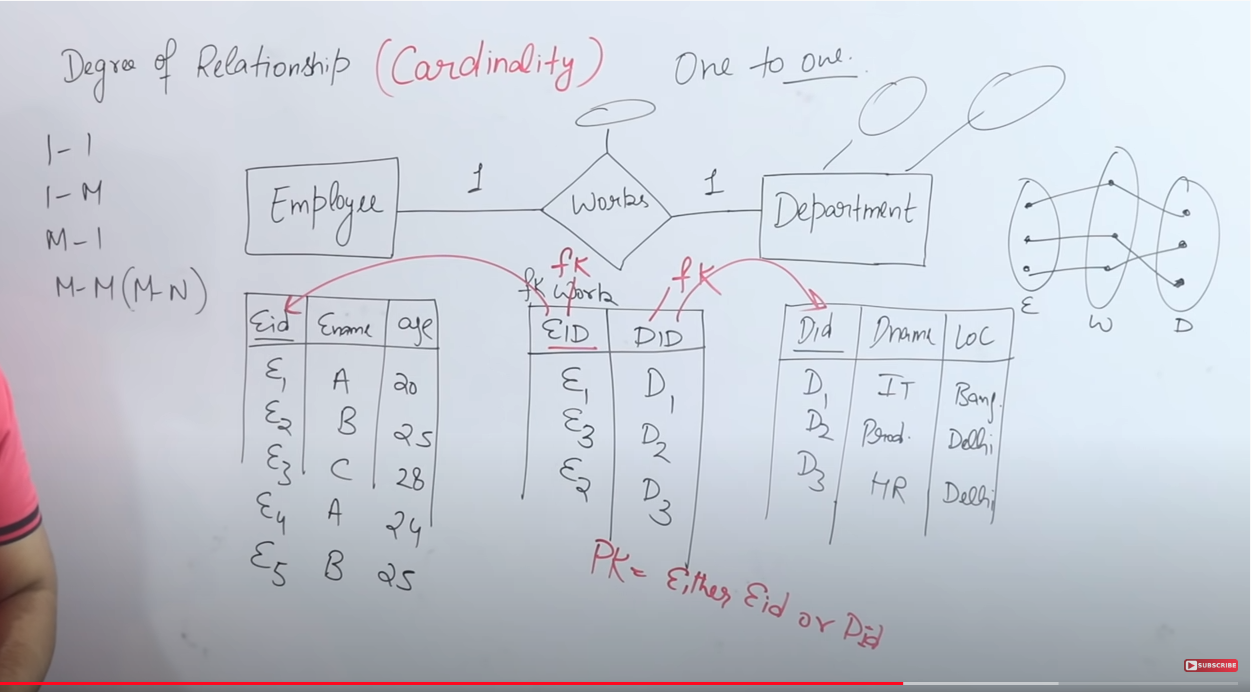 Degree of Relationship (Cardinality) One to one.
1-1
1-M
M-1
M-M (M-N)
Employee
1
Works
1
Department
E
W
D
fK
fK
fK Work
Eid Ename age
E1 A 20
E2 B 25
E3 C 28
E4 A 24
E5 B 25
EID DID
E1 D1
E3 D2
E2 D3
PK = Either Eid or Did
Did Dname LOC
D1 IT Bang.
D2 Prod. Delhi
D3 HR Delhi
SUBSCRIBE